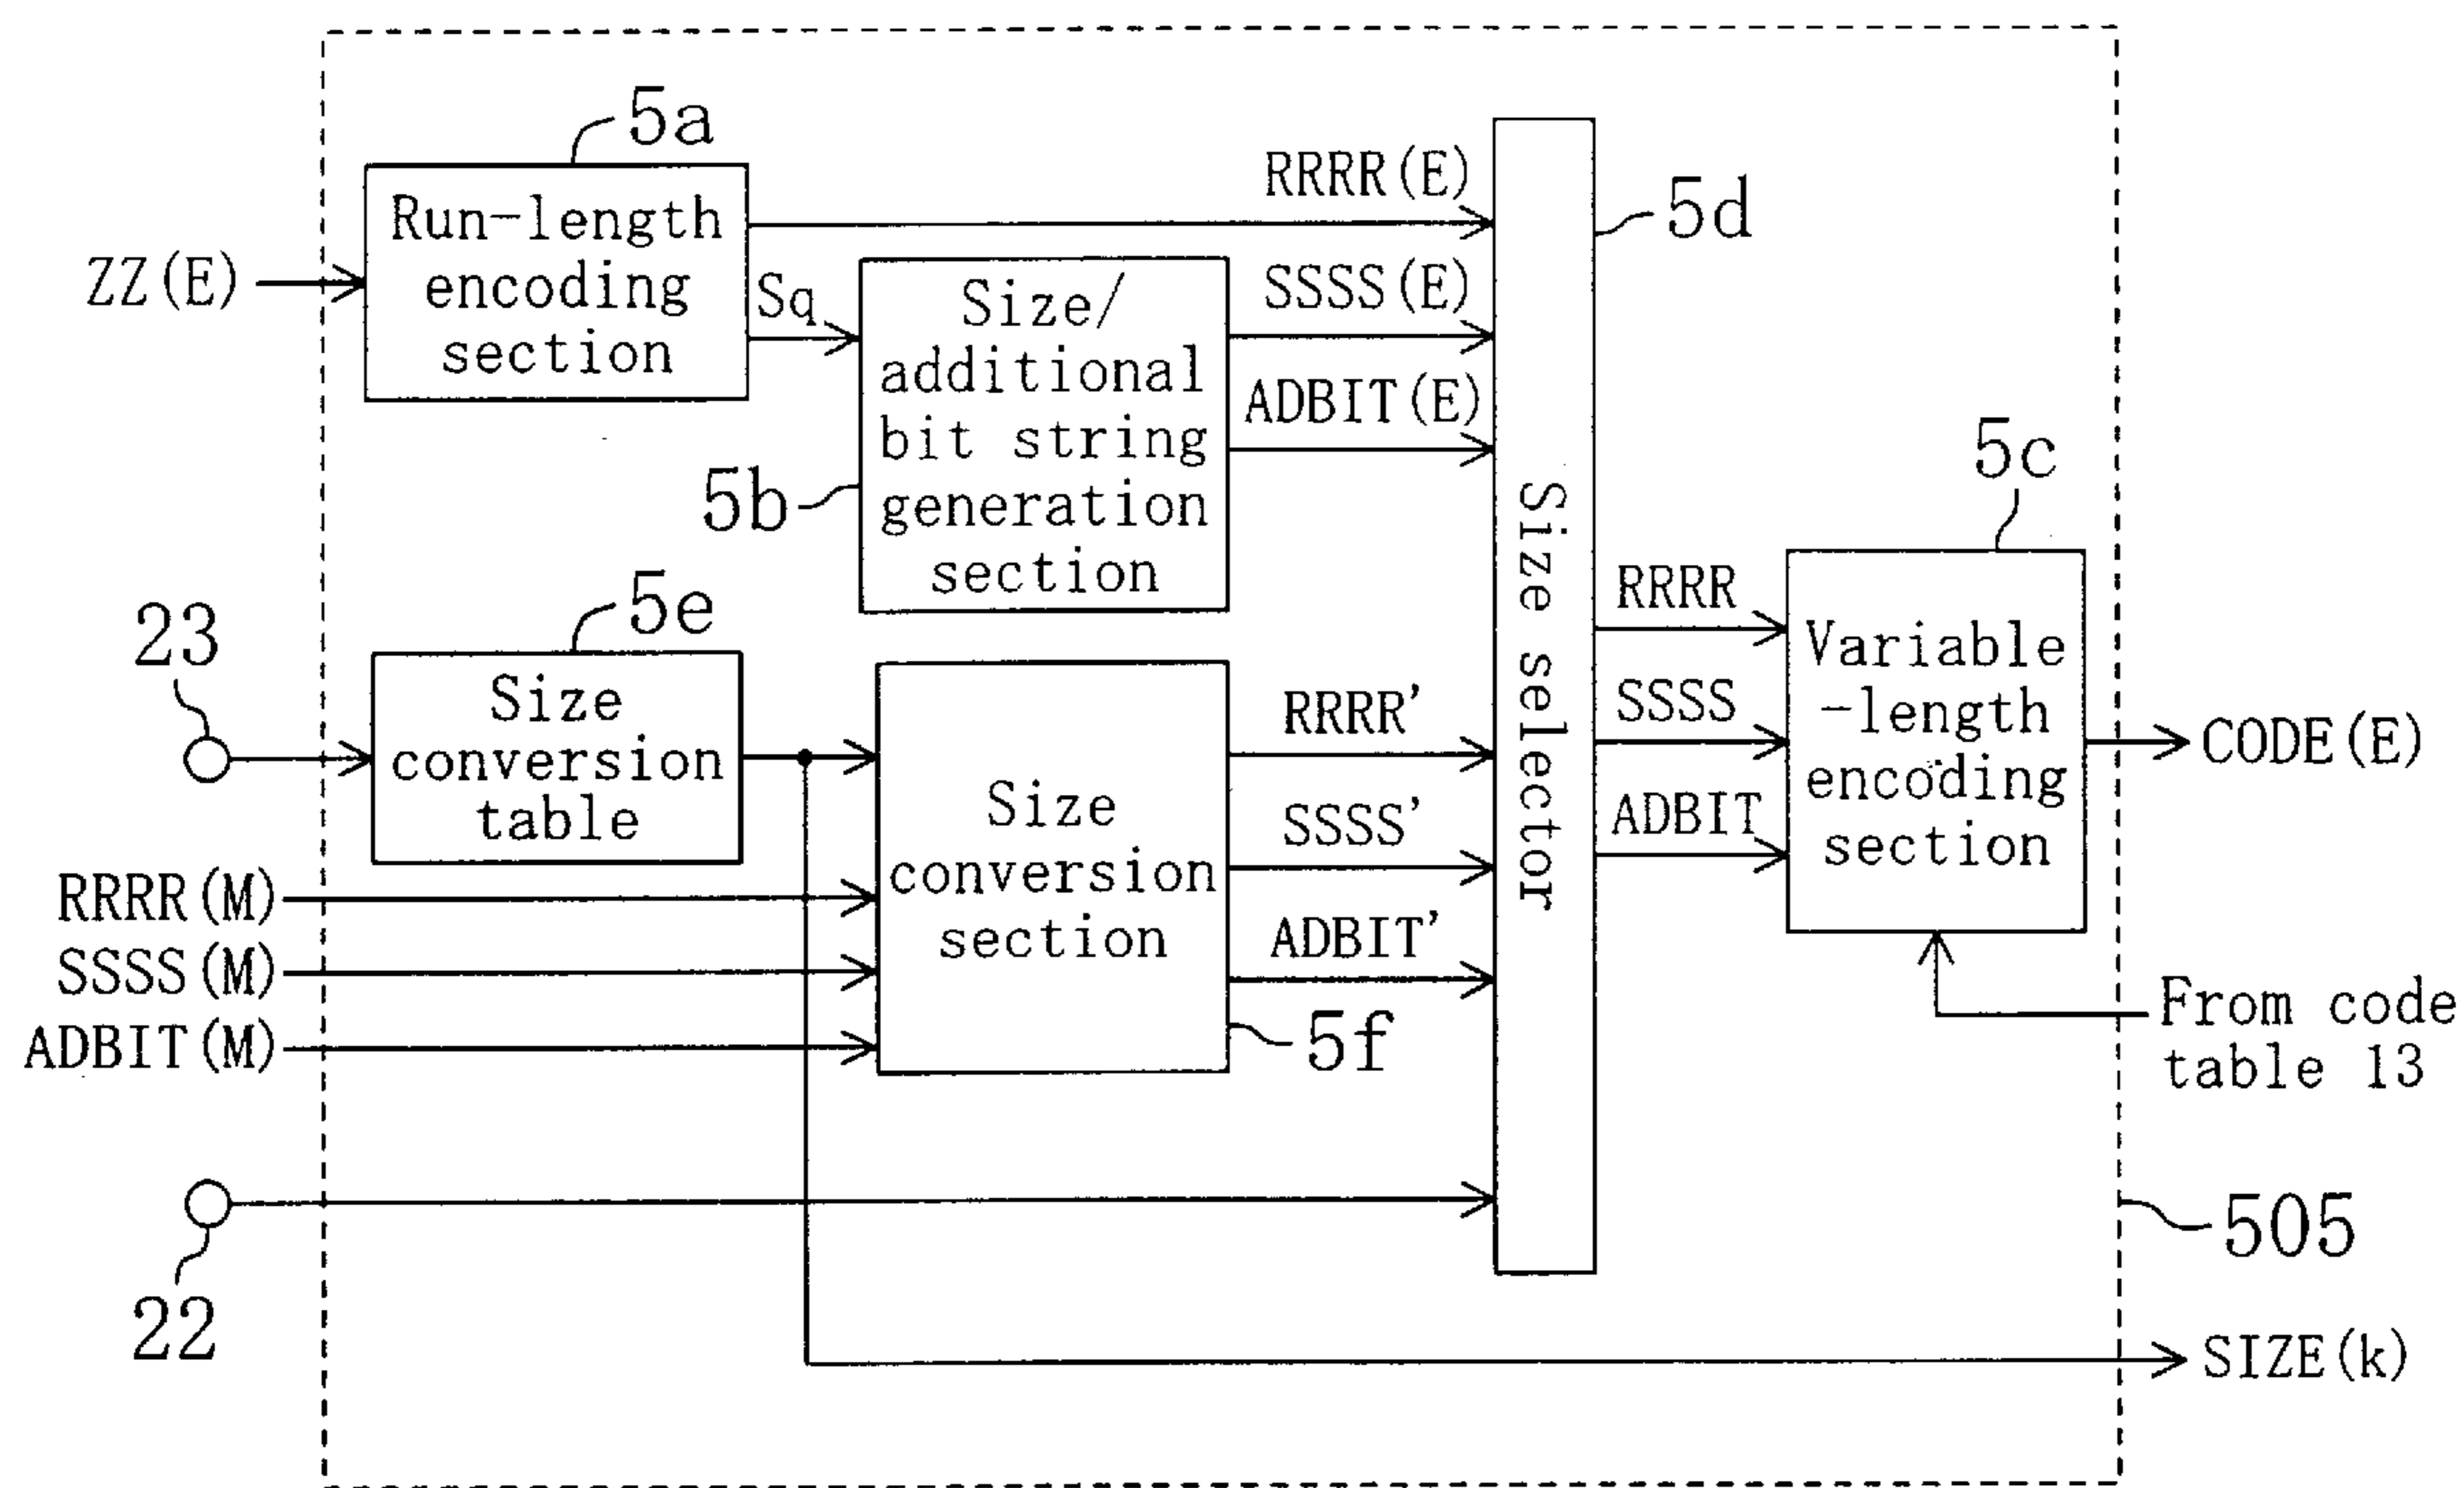 5a
Run-length
encoding
section
ZZ(E)
Sq
5b
Size/
additional
bit string
generation
section
RRRR(E)
SSSS(E)
ADBIT(E)
5d
Size selector
23
5e
Size
conversion
table
RRRR(M)
SSSS(M)
ADBIT(M)
Size
conversion
section
5f
RRRR'
SSSS'
ADBIT'
RRRR
SSSS
ADBIT
5c
Variable
-length
encoding
section
CODE(E)
From code
table 13
22
505
SIZE(k)